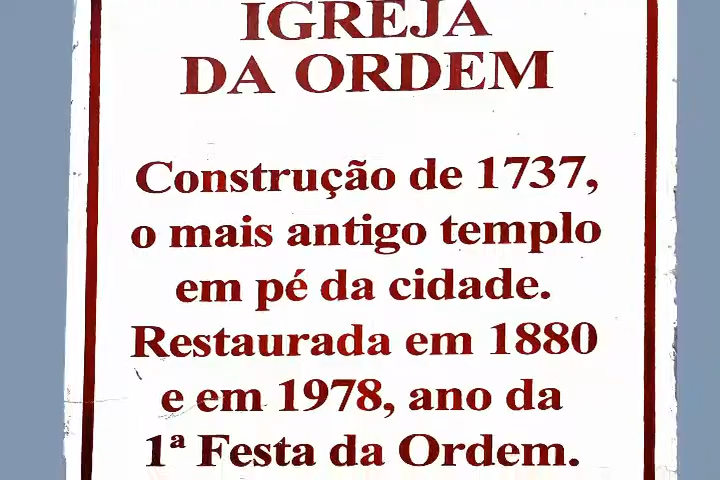 IGREJA
DA ORDEM
Construção de 1737,
o mais antigo templo
em pé da cidade.
Restaurada em 1880
e em 1978, ano da
1ª Festa da Ordem.